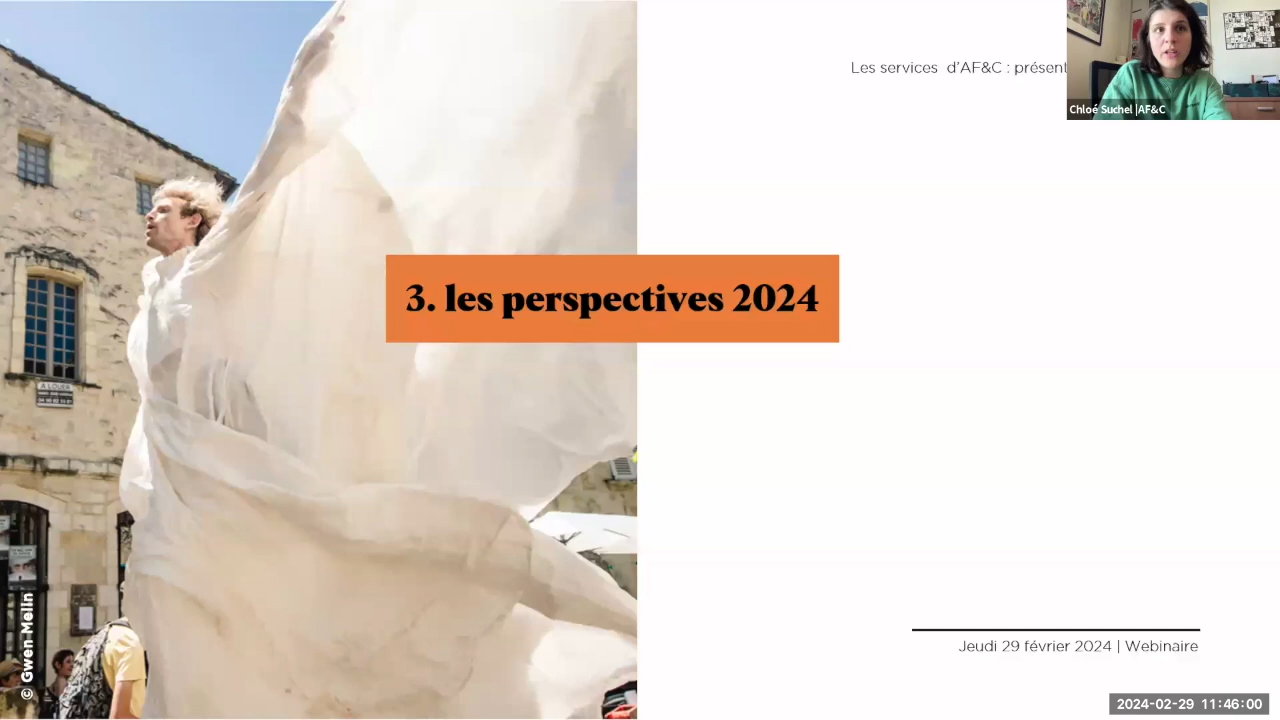 Les services d’AF&C : présent
Chloé Suchel |AF&C
3. les perspectives 2024
A LOUER
© Gwen Melin
Jeudi 29 février 2024 | Webinaire
2024-02-29 11:46:00